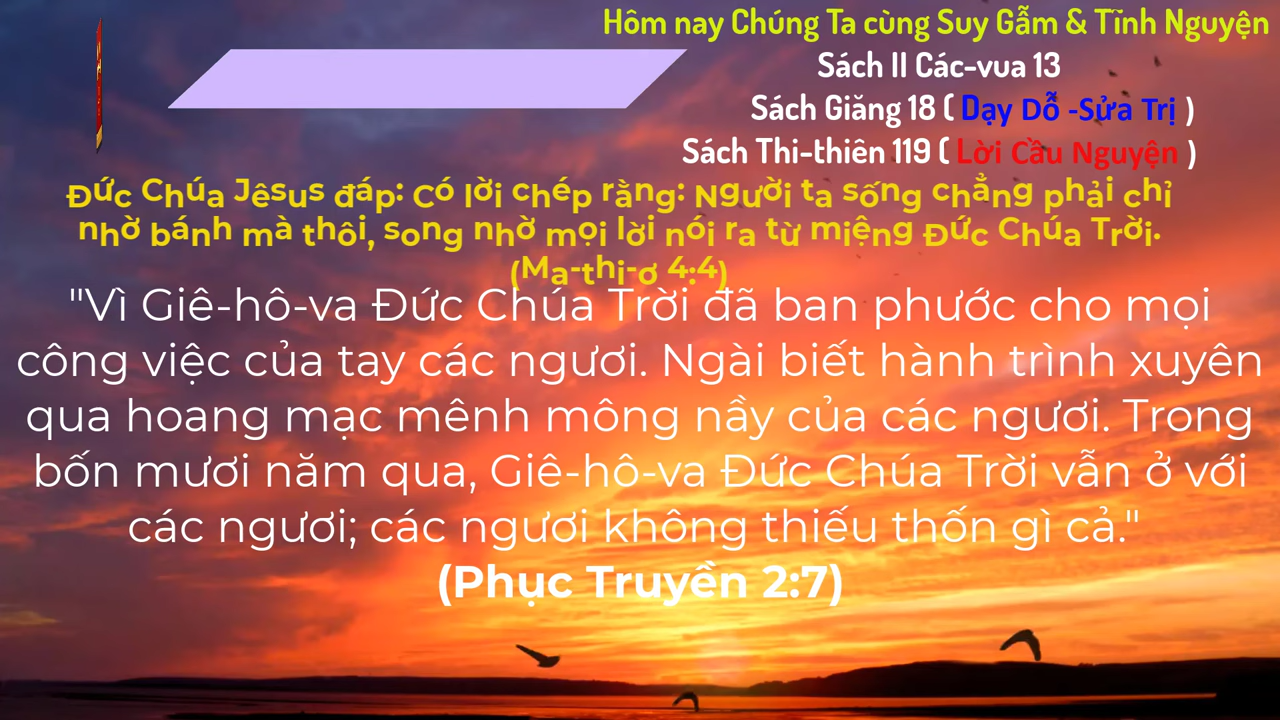 Hôm nay Chúng Ta cùng Suy Gẫm & Tĩnh Nguyện
Sách II Các-vua 13
Sách Giăng 18 ( Dạy Dỗ -Sửa Trị )
Sách Thi-thiên 119 ( Lời Cầu Nguyện )
Đức Chúa Jêsus đáp: Có lời chép rằng: Người ta sống chẳng phải chỉ
nhờ bánh mà thôi, song nhờ mọi lời nói ra từ miệng Đức Chúa Trời.
(Ma-thi-ơ 4:4)
"Vì Giê-hô-va Đức Chúa Trời đã ban phước cho mọi
công việc của tay các ngươi. Ngài biết hành trình xuyên
qua hoang mạc mênh mông nầy của các ngươi. Trong
bốn mươi năm qua, Giê-hô-va Đức Chúa Trời vẫn ở với
các ngươi; các ngươi không thiếu thốn gì cả."
(Phục Truyền 2:7)